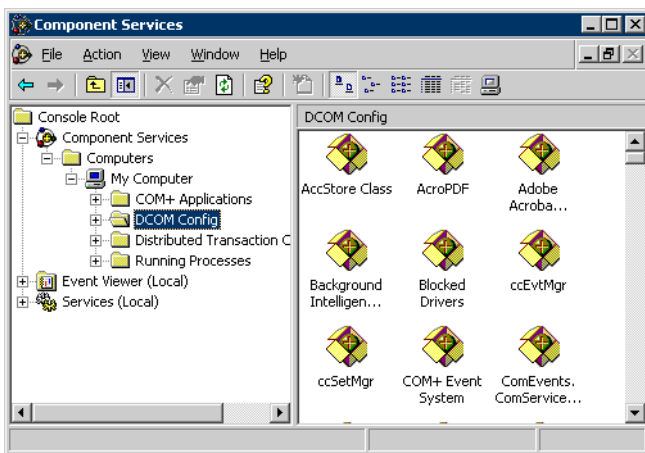 Component Services
File Action View Window Help
Console Root
Component Services
Computers
My Computer
COM+ Applications
DCOM Config
Distributed Transaction C
Running Processes
Event Viewer (Local)
Services (Local)
DCOM Config
AccStore Class
AcroPDF
Adobe
Acroba...
Background
Intelligen...
Blocked
Drivers
ccEvtMgr
ccSetMgr
COM+ Event
System
ComEvents.
ComService...